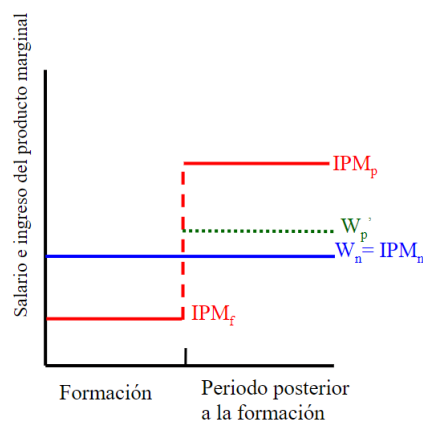 Salario e ingreso del producto marginal
IPMp
Wp'
Wn= IPMn
IPMf
Formación
Periodo posterior
a la formación